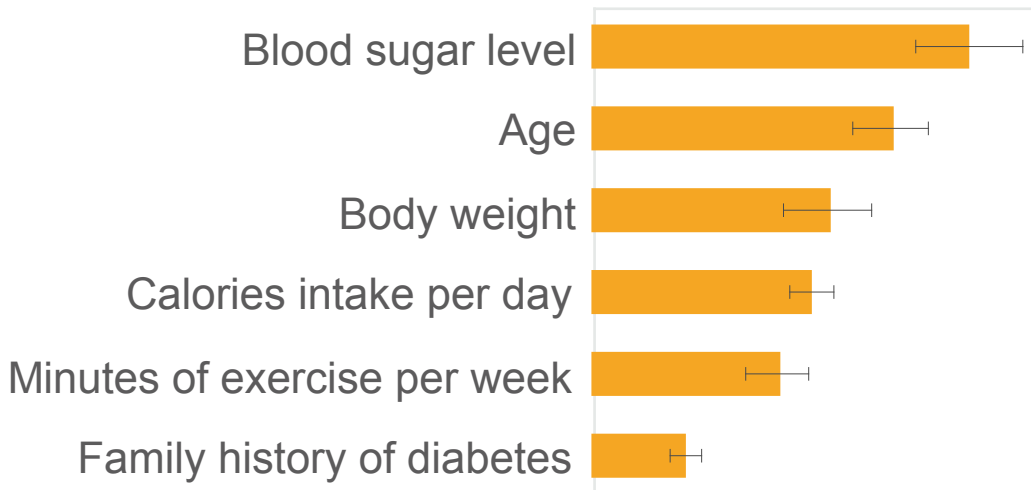 Blood sugar level
Age
Body weight
Calories intake per day
Minutes of exercise per week
Family history of diabetes